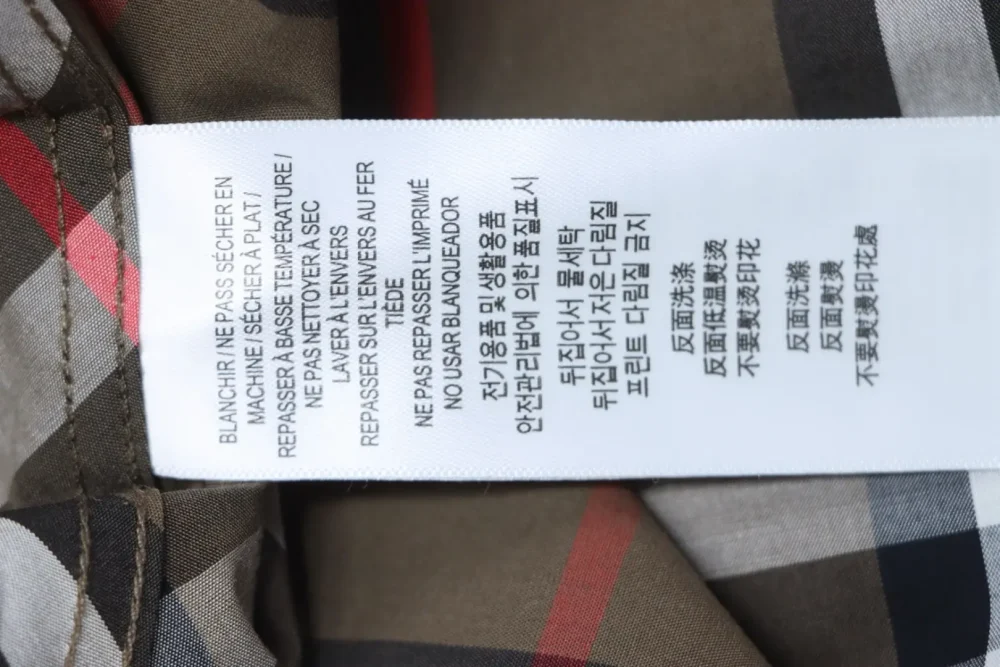 BLANCHIR / NE PAS SÉCHER EN
MACHINE / SÉCHER À PLAT /
REPASSER À BASSE TEMPÉRATURE /
NE PAS NETTOYER À SEC
LAVER À L'ENVERS
REPASSER SUR L'ENVERS AU FER
TIÈDE
NE PAS REPASSER L'IMPRIMÉ
NO USAR BLANQUEADOR
전기용품 및 생활용품
안전관리법에 의한 품질표시
뒤집어서 물세탁
뒤집어서 저온 다림질
프린트 다림질 금지
反面洗涤
反面低温熨烫
不要熨烫印花
反面洗滌
反面熨燙
不要熨燙印花處